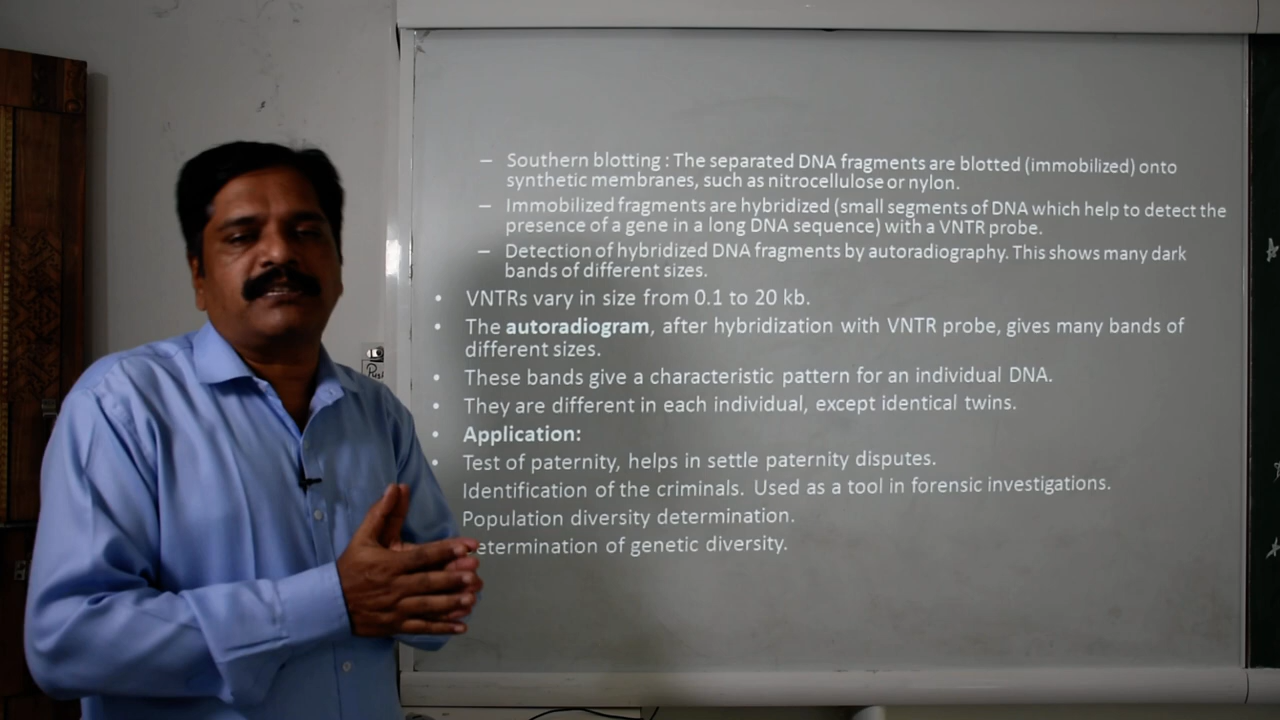 – Southern blotting : The separated DNA fragments are blotted (immobilized) onto
synthetic membranes, such as nitrocellulose or nylon.
– Immobilized fragments are hybridized (small segments of DNA which help to detect the
presence of a gene in a long DNA sequence) with a VNTR probe.
– Detection of hybridized DNA fragments by autoradiography. This shows many dark
bands of different sizes.
• VNTRs vary in size from 0.1 to 20 kb.
• The autoradiogram, after hybridization with VNTR probe, gives many bands of
different sizes.
• These bands give a characteristic pattern for an individual DNA.
• They are different in each individual, except identical twins.
• Application:
• Test of paternity, helps in settle paternity disputes.
Identification of the criminals. Used as a tool in forensic investigations.
Population diversity determination.
etermination of genetic diversity.